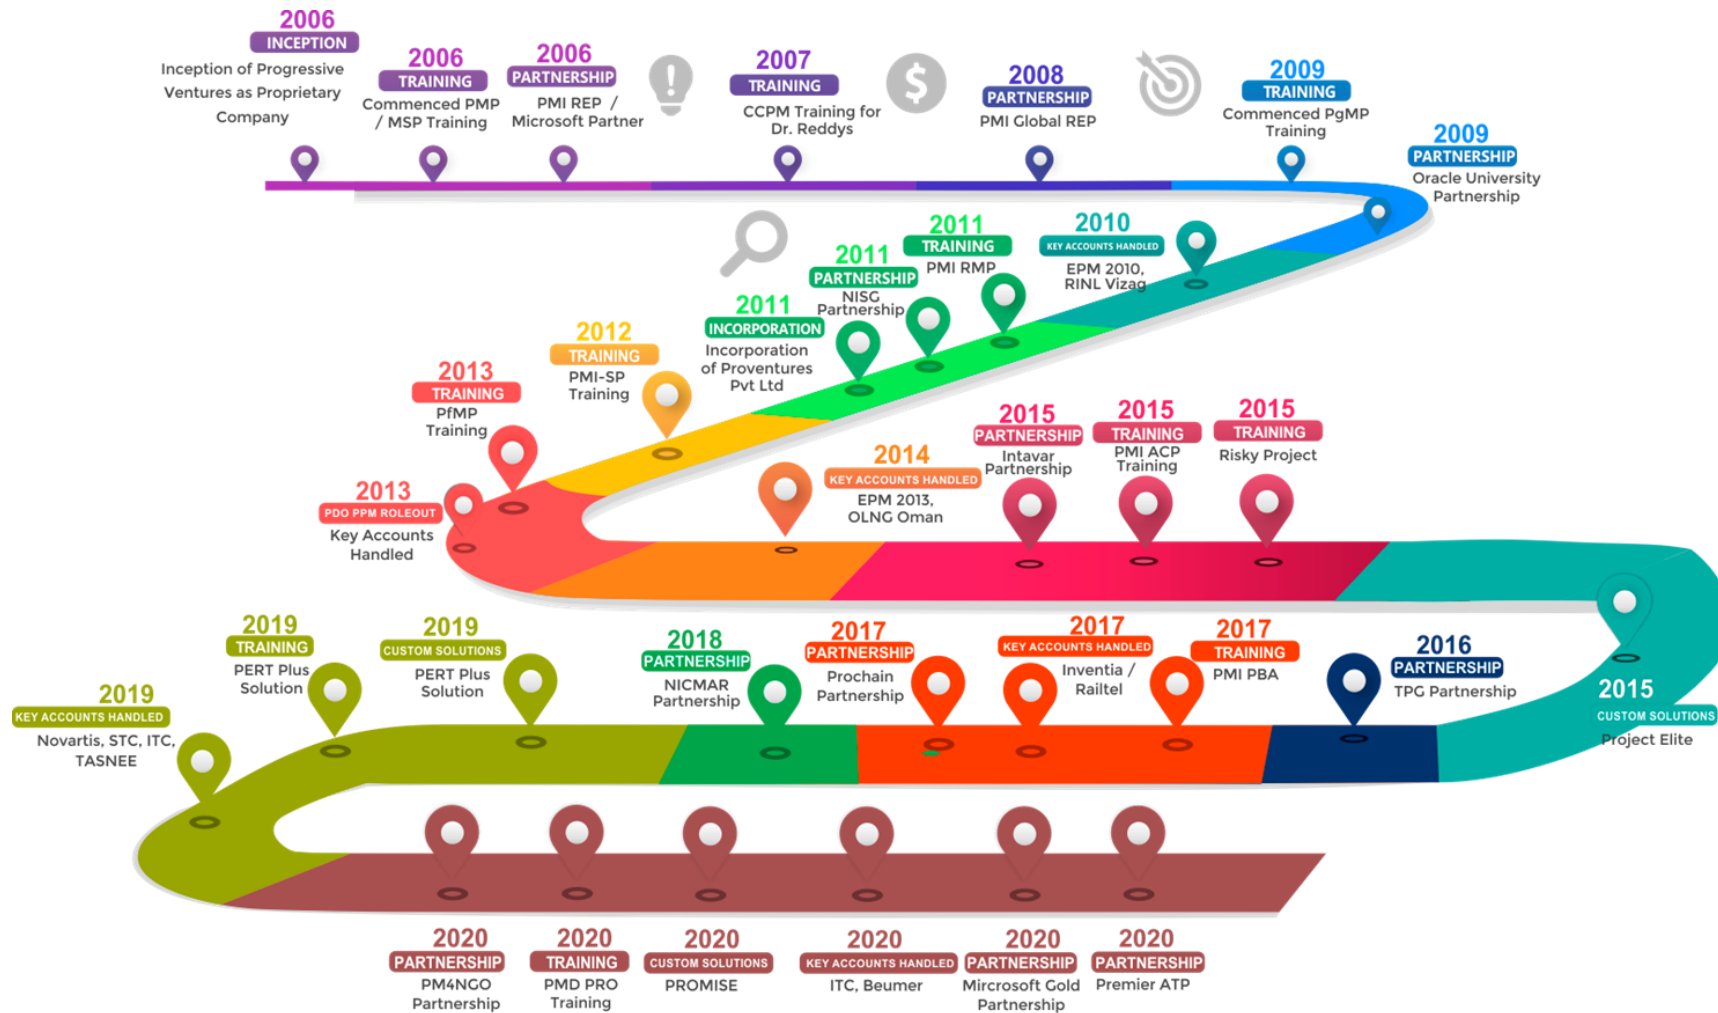 2006
INCEPTION
Inception of Progressive
Ventures as Proprietary
Company
2006
TRAINING
Commenced PMP
/ MSP Training
2006
PARTNERSHIP
PMI REP /
Microsoft Partner
2007
TRAINING
CCPM Training for
Dr. Reddys
2008
PARTNERSHIP
PMI Global REP
2009
TRAINING
Commenced PgMP
Training
2009
PARTNERSHIP
Oracle University
Partnership
2010
KEY ACCOUNTS HANDLED
EPM 2010,
RINL Vizag
2011
TRAINING
PMI RMP
2011
PARTNERSHIP
NISG
Partnership
2011
INCORPORATION
Incorporation
of Proventures
Pvt Ltd
2012
TRAINING
PMI-SP
Training
2013
TRAINING
PfMP
Training
2013
PDO PPM ROLEOUT
Key Accounts
Handled
2014
KEY ACCOUNTS HANDLED
EPM 2013,
OLNG Oman
2015
PARTNERSHIP
Intavar
Partnership
2015
TRAINING
PMI ACP
Training
2015
TRAINING
Risky Project
2015
CUSTOM SOLUTIONS
Project Elite
2016
PARTNERSHIP
TPG Partnership
2017
TRAINING
PMI PBA
2017
KEY ACCOUNTS HANDLED
Inventia /
Railtel
2017
PARTNERSHIP
Prochain
Partnership
2018
PARTNERSHIP
NICMAR
Partnership
2019
CUSTOM SOLUTIONS
PERT Plus
Solution
2019
TRAINING
PERT Plus
Solution
2019
KEY ACCOUNTS HANDLED
Novartis, STC, ITC,
TASNEE
2020
PARTNERSHIP
PM4NGO
Partnership
2020
TRAINING
PMD PRO
Training
2020
CUSTOM SOLUTIONS
PROMISE
2020
KEY ACCOUNTS HANDLED
ITC, Beumer
2020
PARTNERSHIP
Mircrosoft Gold
Partnership
2020
PARTNERSHIP
Premier ATP